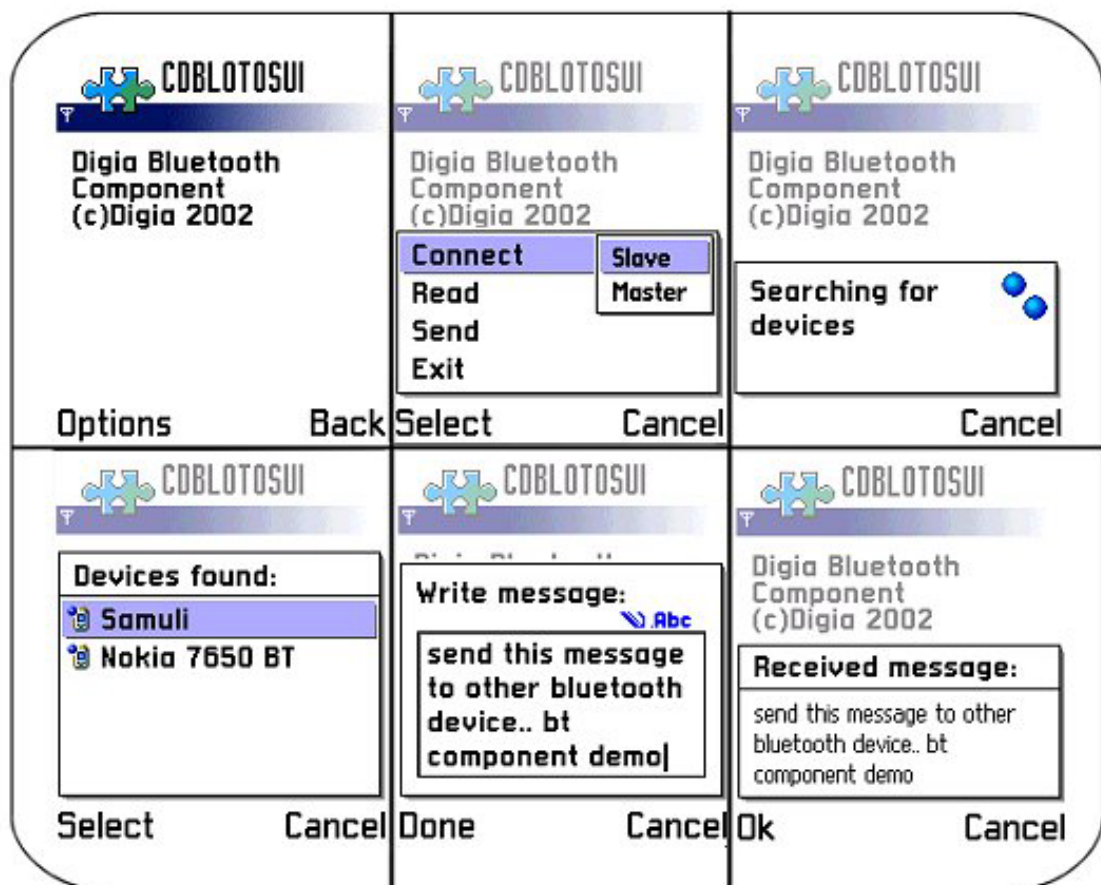 CDBLOTOSUI
Digia Bluetooth
Component
(c)Digia 2002
Options Back
CDBLOTOSUI
Digia Bluetooth
Component
(c)Digia 2002
Connect
Slave
Read
Master
Send
Exit
Select Cancel
CDBLOTOSUI
Digia Bluetooth
Component
(c)Digia 2002
Searching for
devices
Cancel
CDBLOTOSUI
Devices found:
Samuli
Nokia 7650 BT
Select Cancel
CDBLOTOSUI
Write message:
.Abc
send this message
to other bluetooth
device.. bt
component demo
Done Cancel
CDBLOTOSUI
Digia Bluetooth
Component
(c)Digia 2002
Received message:
send this message to other
bluetooth device.. bt
component demo
Ok Cancel